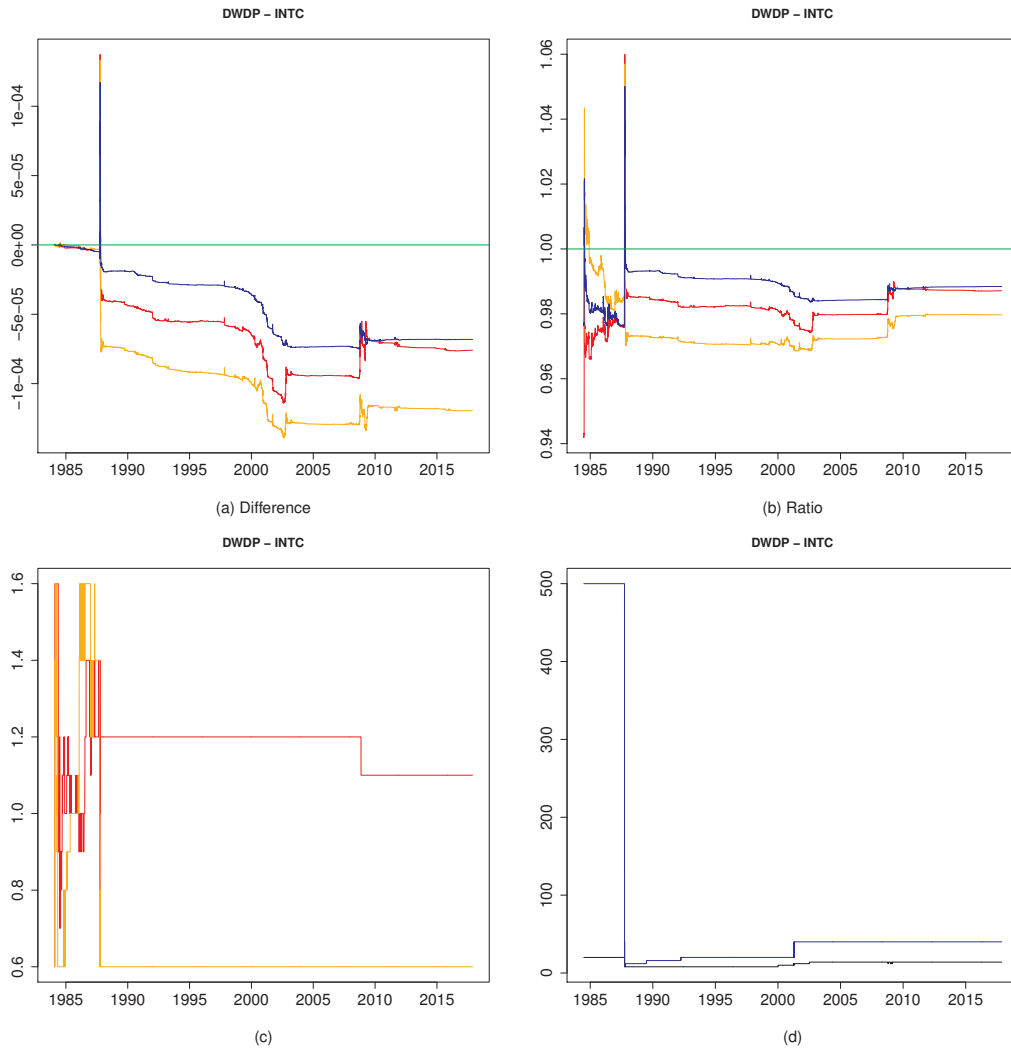 DWDP − INTC
1e−04
5e−05
0e+00
−5e−05
−1e−04
1985 1990 1995 2000 2005 2010 2015
(a) Difference
DWDP − INTC
1.06
1.04
1.02
1.00
0.98
0.96
0.94
1985 1990 1995 2000 2005 2010 2015
(b) Ratio
DWDP − INTC
1.6
1.4
1.2
1.0
0.8
0.6
1985 1990 1995 2000 2005 2010 2015
(c)
DWDP − INTC
500
400
300
200
100
0
1985 1990 1995 2000 2005 2010 2015
(d)